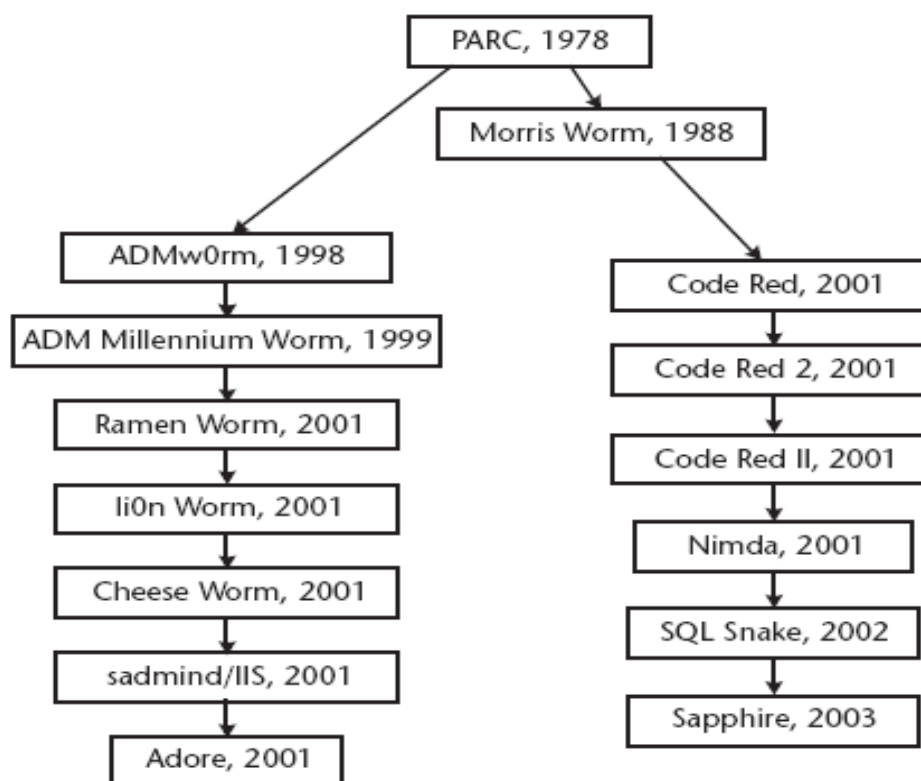 PARC, 1978
Morris Worm, 1988
ADMw0rm, 1998
ADM Millennium Worm, 1999
Ramen Worm, 2001
li0n Worm, 2001
Cheese Worm, 2001
sadmind/IIS, 2001
Adore, 2001
Code Red, 2001
Code Red 2, 2001
Code Red II, 2001
Nimda, 2001
SQL Snake, 2002
Sapphire, 2003